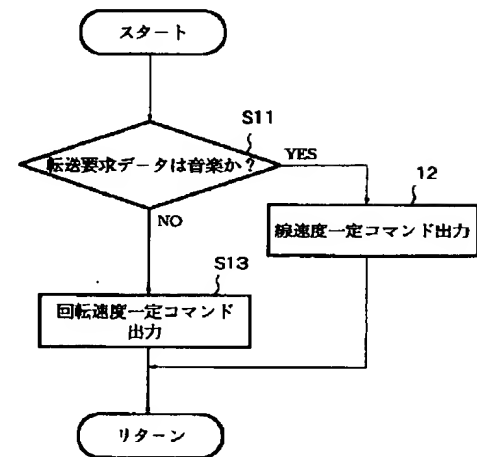 スタート
S11
転送要求データは音楽か?
YES
12
線速度一定コマンド出力
NO
S13
回転速度一定コマンド
出力
リターン